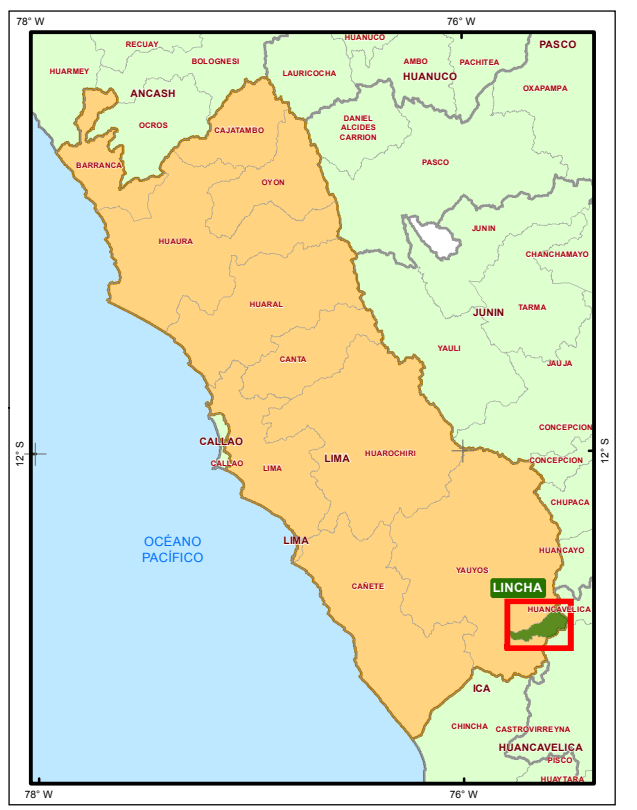 78° W
76° W
HUANUCO
PASCO
RECUAY
BOLOGNESI
AMBO
PACHITEA
HUARMEY
LAURICOCHA
HUANUCO
ANCASH
OXAPAMPA
DANIEL
ALCIDES
CARRION
OCROS
CAJATAMBO
BARRANCA
PASCO
OYON
HUAURA
JUNIN
CHANCHAMAYO
HUARAL
TARMA
JUNIN
YAULI
CANTA
JAUJA
CONCEPCION
CALLAO
12° S
12° S
LIMA
HUAROCHIRI
CALLAO
LIMA
CONCEPCION
CHUPACA
OCÉANO
PACÍFICO
LIMA
HUANCAYO
YAUYOS
CAÑETE
LINCHA
HUANCAVELICA
ICA
CHINCHA
CASTROVIRREYNA
HUANCAVELICA
PISCO
HUAYTARA
78° W
76° W